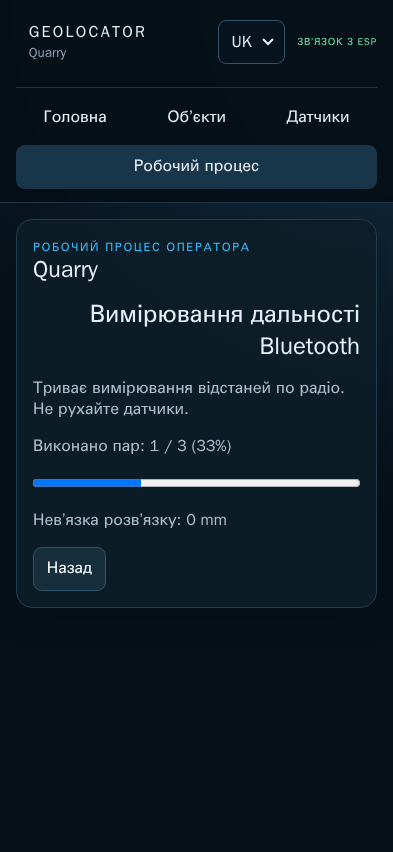 GEOLOCATOR
Quarry
UK
ЗВ'ЯЗОК З ESP
Головна
Об'єкти
Датчики
Робочий процес
РОБОЧИЙ ПРОЦЕС ОПЕРАТОРА
Quarry
Вимірювання дальності
Bluetooth
Триває вимірювання відстаней по радіо.
Не рухайте датчики.
Виконано пар: 1 / 3 (33%)
Нев'язка розв'язку: 0 mm
Назад